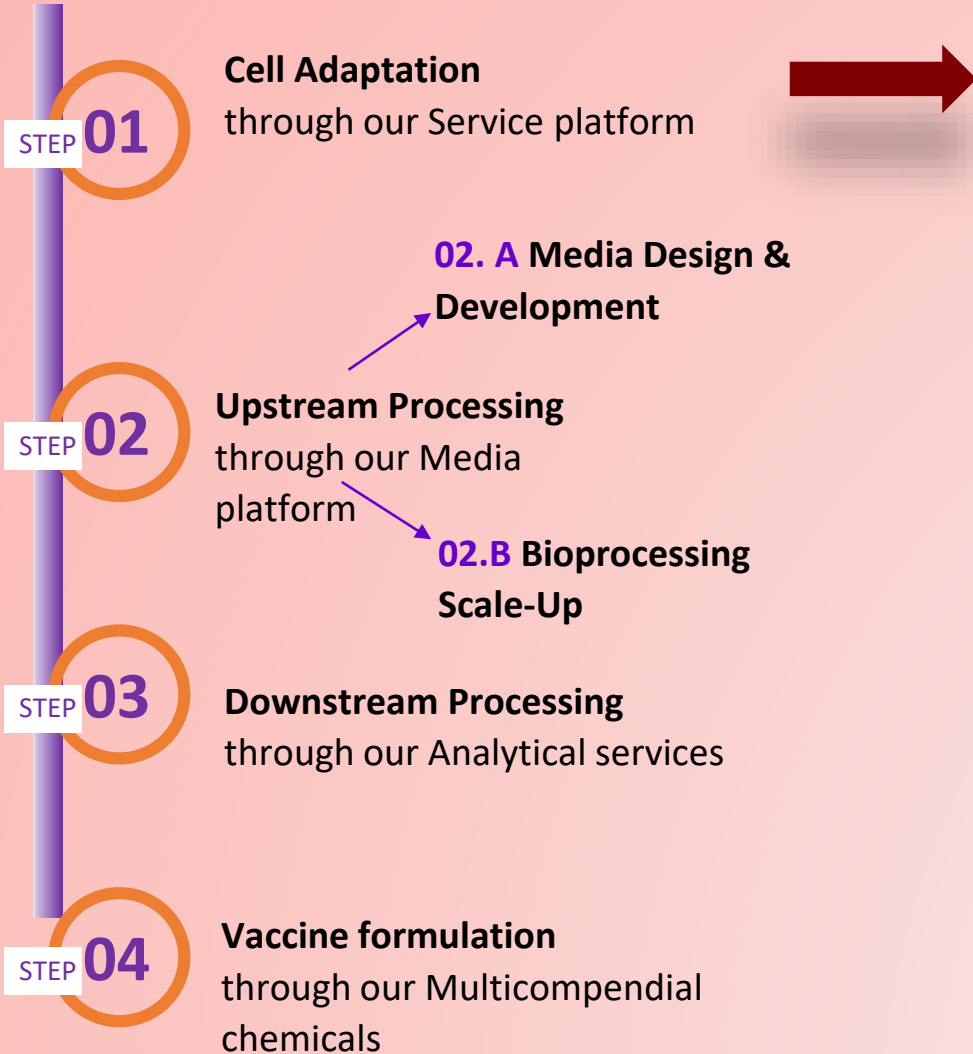 STEP 01
Cell Adaptation
through our Service platform
02. A Media Design &
Development
STEP 02
Upstream Processing
through our Media
platform
02.B Bioprocessing
Scale-Up
STEP 03
Downstream Processing
through our Analytical services
STEP 04
Vaccine formulation
through our Multicompendial
chemicals